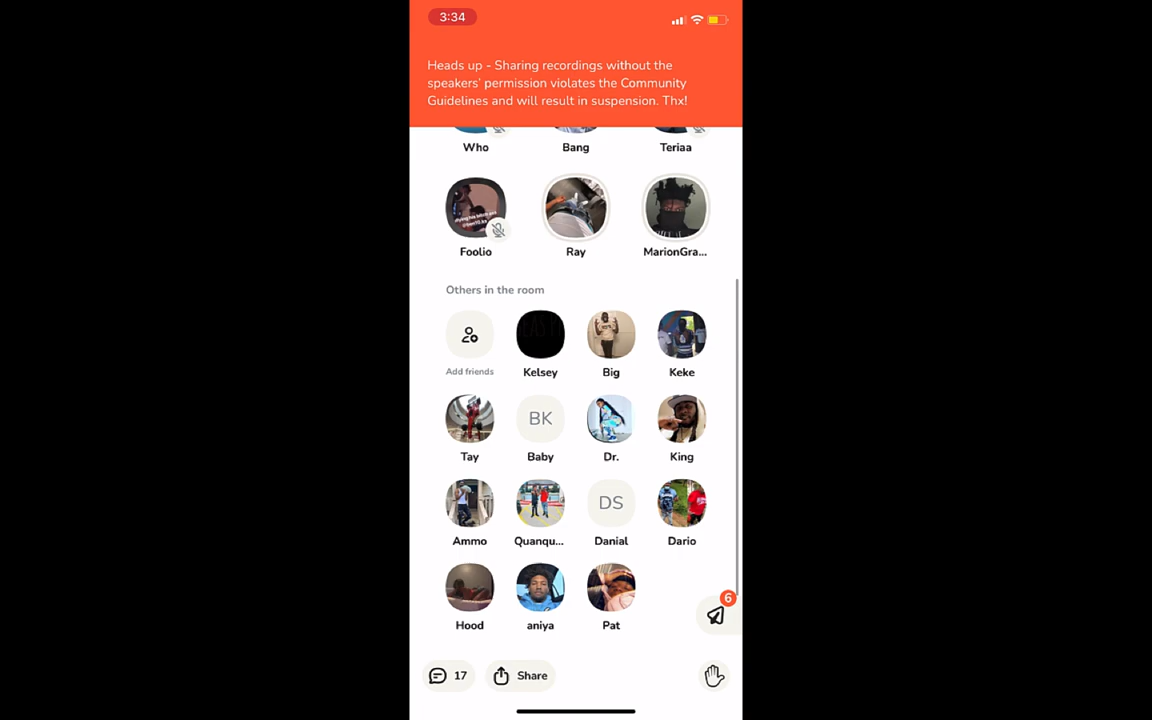 3:34
Heads up - Sharing recordings without the
speakers' permission violates the Community
Guidelines and will result in suspension. Thx!
Who Bang Teriaa
Foolio Ray MarionGra...
Others in the room
Add friends Kelsey Big Keke
BK
Tay Baby Dr. King
DS
Ammo Quanqu... Danial Dario
Hood aniya Pat
6
17 Share